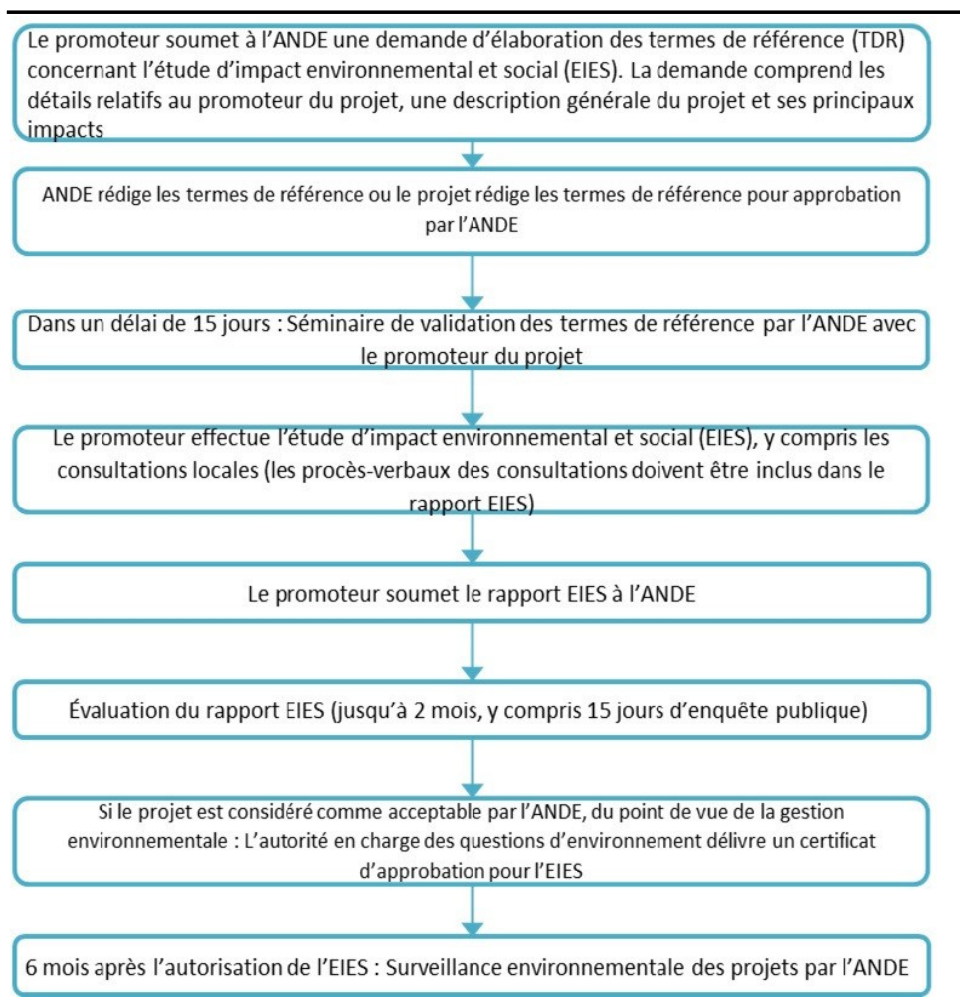 Le promoteur soumet à l’ANDE une demande d’élaboration des termes de référence (TDR)
concernant l’étude d’impact environnemental et social (EIES). La demande comprend les
détails relatifs au promoteur du projet, une description générale du projet et ses principaux
impacts
ANDE rédige les termes de référence ou le projet rédige les termes de référence pour approbation
par l’ANDE
Dans un délai de 15 jours : Séminaire de validation des termes de référence par l’ANDE avec
le promoteur du projet
Le promoteur effectue l’étude d’impact environnemental et social (EIES), y compris les
consultations locales (les procès-verbaux des consultations doivent être inclus dans le
rapport EIES)
Le promoteur soumet le rapport EIES à l’ANDE
Évaluation du rapport EIES (jusqu’à 2 mois, y compris 15 jours d’enquête publique)
Si le projet est considéré comme acceptable par l’ANDE, du point de vue de la gestion
environnementale : L’autorité en charge des questions d’environnement délivre un certificat
d’approbation pour l’EIES
6 mois après l’autorisation de l’EIES : Surveillance environnementale des projets par l’ANDE